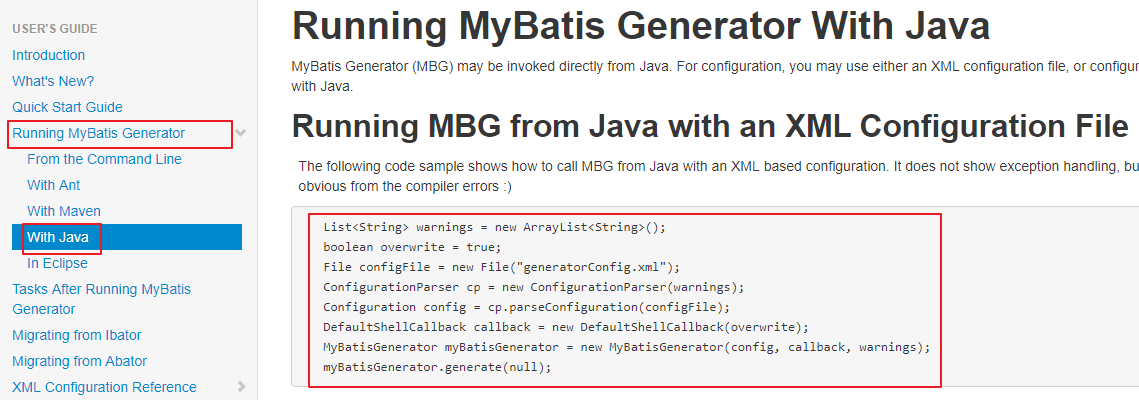 USER'S GUIDE
Introduction
What's New?
Quick Start Guide
Running MyBatis Generator
From the Command Line
With Ant
With Maven
With Java
In Eclipse
Tasks After Running MyBatis
Generator
Migrating from Ibator
Migrating from Abator
XML Configuration Reference
Running MyBatis Generator With Java
MyBatis Generator (MBG) may be invoked directly from Java. For configuration, you may use either an XML configuration file, or configur
with Java.
Running MBG from Java with an XML Configuration File
The following code sample shows how to call MBG from Java with an XML based configuration. It does not show exception handling, bu
obvious from the compiler errors :)
List<String> warnings = new ArrayList<String>();
boolean overwrite = true;
File configFile = new File("generatorConfig.xml");
ConfigurationParser cp = new ConfigurationParser(warnings);
Configuration config = cp.parseConfiguration(configFile);
DefaultShellCallback callback = new DefaultShellCallback(overwrite);
MyBatisGenerator myBatisGenerator = new MyBatisGenerator(config, callback, warnings);
myBatisGenerator.generate(null);